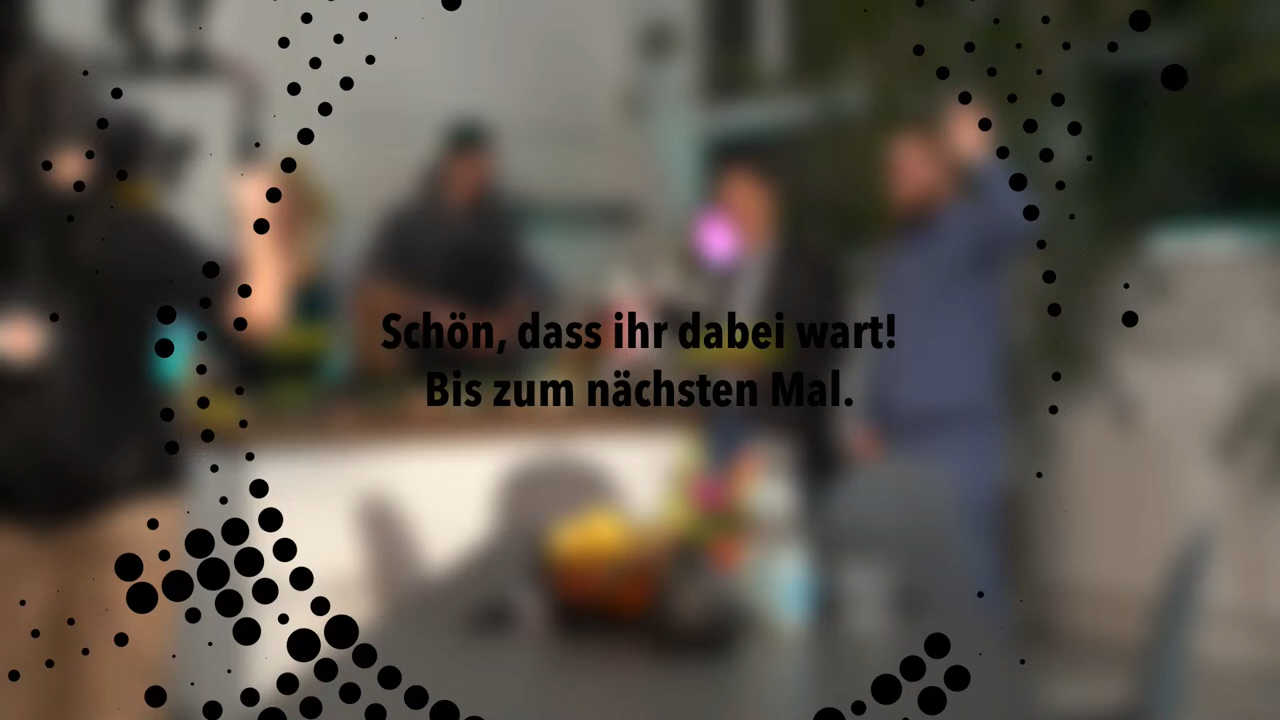 Schön, dass ihr dabei wart!
Bis zum nächsten Mal.